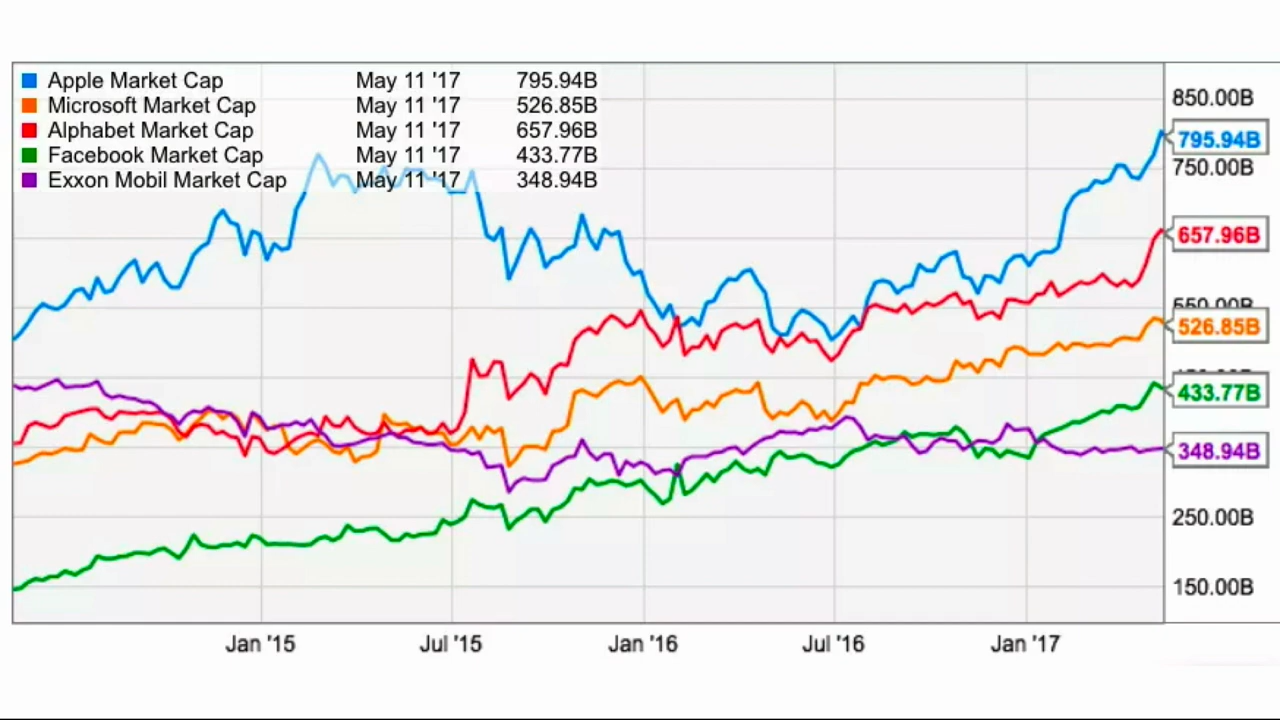 Apple Market Cap May 11 '17 795.94B
Microsoft Market Cap May 11 '17 526.85B
Alphabet Market Cap May 11 '17 657.96B
Facebook Market Cap May 11 '17 433.77B
Exxon Mobil Market Cap May 11 '17 348.94B
850.00B
795.94B
750.00B
657.96B
550.00B
526.85B
433.77B
348.94B
250.00B
150.00B
Jan '15 Jul '15 Jan '16 Jul '16 Jan '17